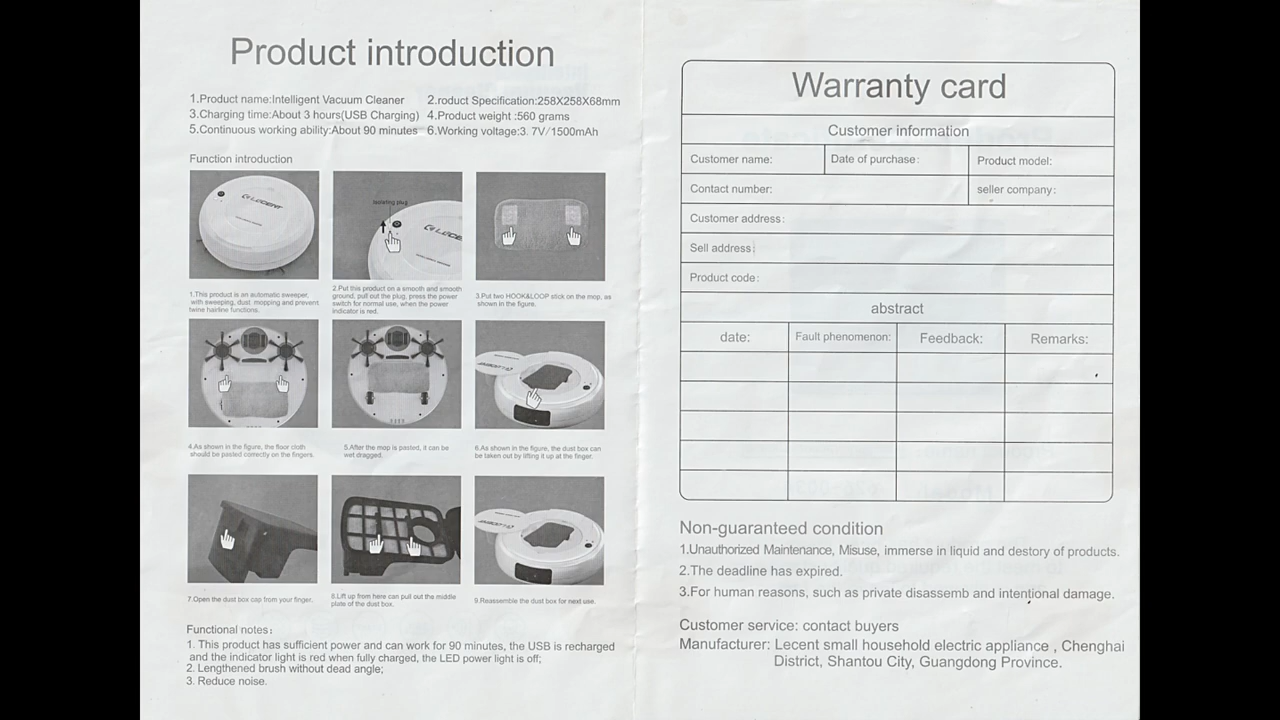 Product introduction
1.Product name:Intelligent Vacuum Cleaner 2.roduct Specification:258X258X68mm
3.Charging time:About 3 hours(USB Charging) 4.Product weight :560 grams
5.Continuous working ability:About 90 minutes 6.Working voltage:3. 7V/1500mAh
Function introduction
LECENT
isolating plug
LECENT
1.This product is an automatic sweeper,
with sweeping, dust, mopping and prevent
twine hairline functions.
2.Put this product on a smooth and smooth
ground, pull out the plug, press the power
switch for normal use, when the power
indicator is red.
3.Put two HOOK&LOOP stick on the mop, as
shown in the figure.
LECENT
4.As shown in the figure, the floor cloth
should be pasted correctly on the fingers.
5.After the mop is pasted, it can be
wet dragged.
6.As shown in the figure, the dust box can
be taken out by lifting it up at the finger.
LECENT
7.Open the dust box cap from your finger.
8.Lift up from here can pull out the middle
plate of the dust box.
9.Reassemble the dust box for next use.
Functional notes:
1. This product has sufficient power and can work for 90 minutes, the USB is recharged
and the indicator light is red when fully charged, the LED power light is off;
2. Lengthened brush without dead angle;
3. Reduce noise.
Warranty card
Customer information
Customer name: Date of purchase: Product model:
Contact number: seller company:
Customer address:
Sell address:
Product code:
abstract
date: Fault phenomenon: Feedback: Remarks:
Non-guaranteed condition
1.Unauthorized Maintenance, Misuse, immerse in liquid and destory of products.
2.The deadline has expired.
3.For human reasons, such as private disassemb and intentional damage.
Customer service: contact buyers
Manufacturer: Lecent small household electric appliance , Chenghai
District, Shantou City, Guangdong Province.